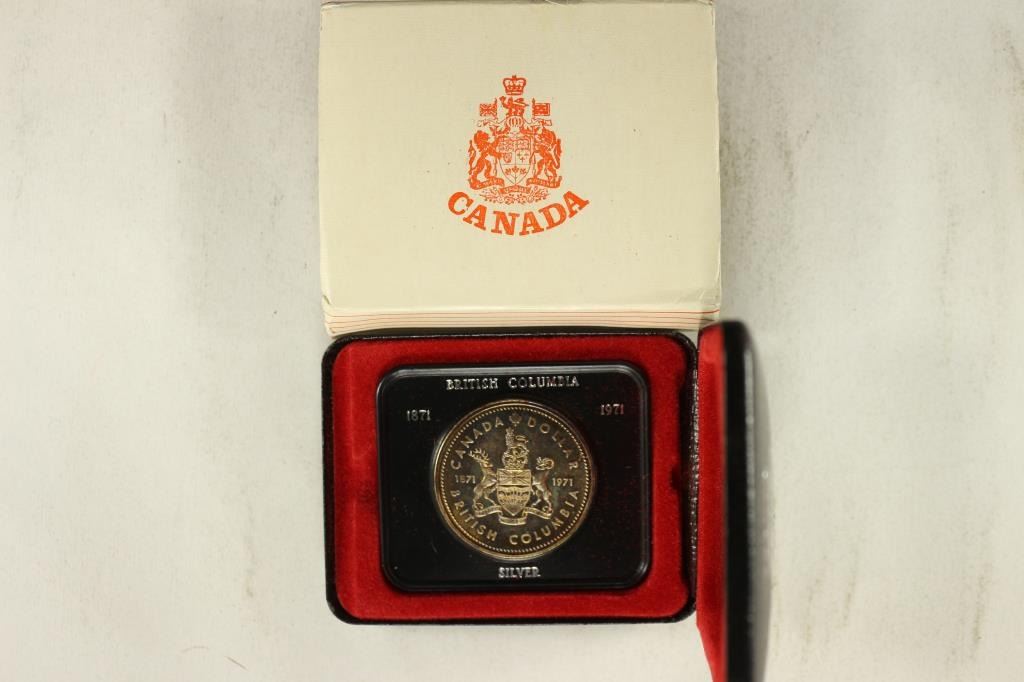 CANADA
BRITISH COLUMBIA
1871 1971
CANADA DOLLAR
1871 1971
BRITISH COLUMBIA
SILVER